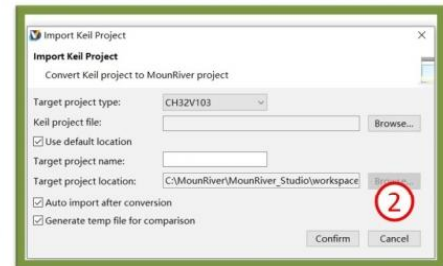 Import Keil Project
Import Keil Project
Convert Keil project to MounRiver project
Target project type: CH32V103
Keil project file: Browse...
Use default location
Target project name:
Target project location: C:\MounRiver\MounRiver_Studio\workspace Browse...
Auto import after conversion
Generate temp file for comparison
2
Confirm Cancel